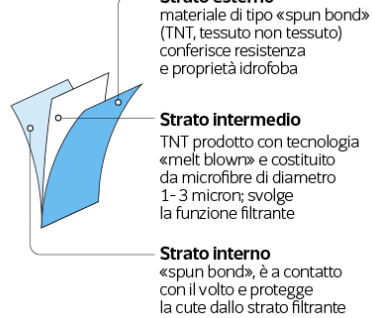 Strato esterno
materiale di tipo «spun bond»
(TNT, tessuto non tessuto)
conferisce resistenza
e proprietà idrofoba
Strato intermedio
TNT prodotto con tecnologia
«melt blown» e costituito
da microfibre di diametro
1-3 micron; svolge
la funzione filtrante
Strato interno
«spun bond», è a contatto
con il volto e protegge
la cute dallo strato filtrante